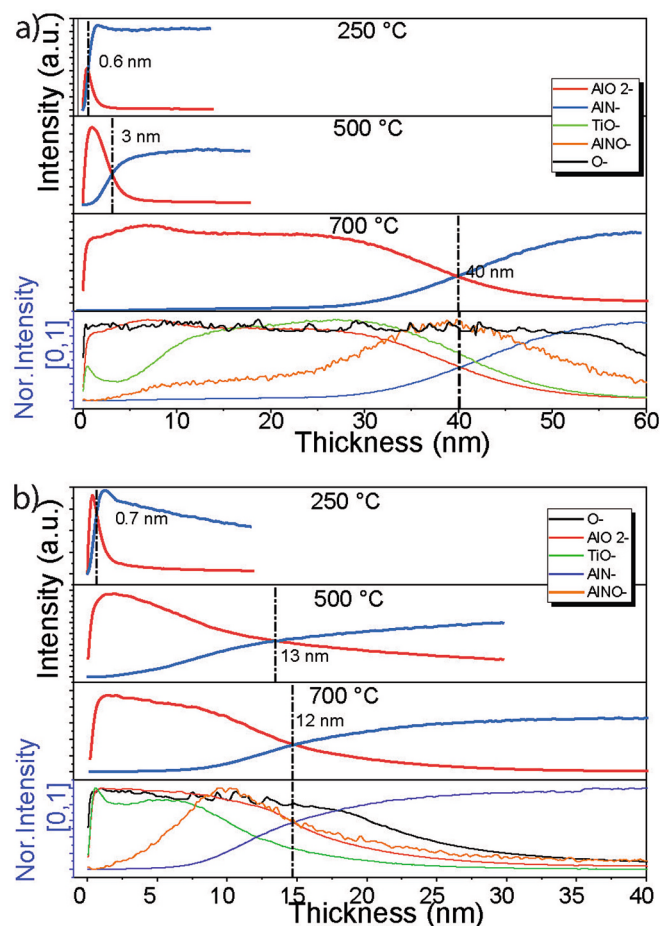 a)
Intensity (a.u.)
250 °C
0.6 nm
AlO 2-
AlN-
TiO-
AlNO-
O-
500 °C
3 nm
700 °C
40 nm
Nor.Intensity
[0,1]
0 10 20 30 40 50 60
Thickness (nm)
b)
Intensity (a.u.)
250 °C
0.7 nm
O-
AlO 2-
TiO-
AlN-
AlNO-
500 °C
13 nm
700 °C
12 nm
Nor.Intensity
[0,1]
0 5 10 15 20 25 30 35 40
Thickness (nm)